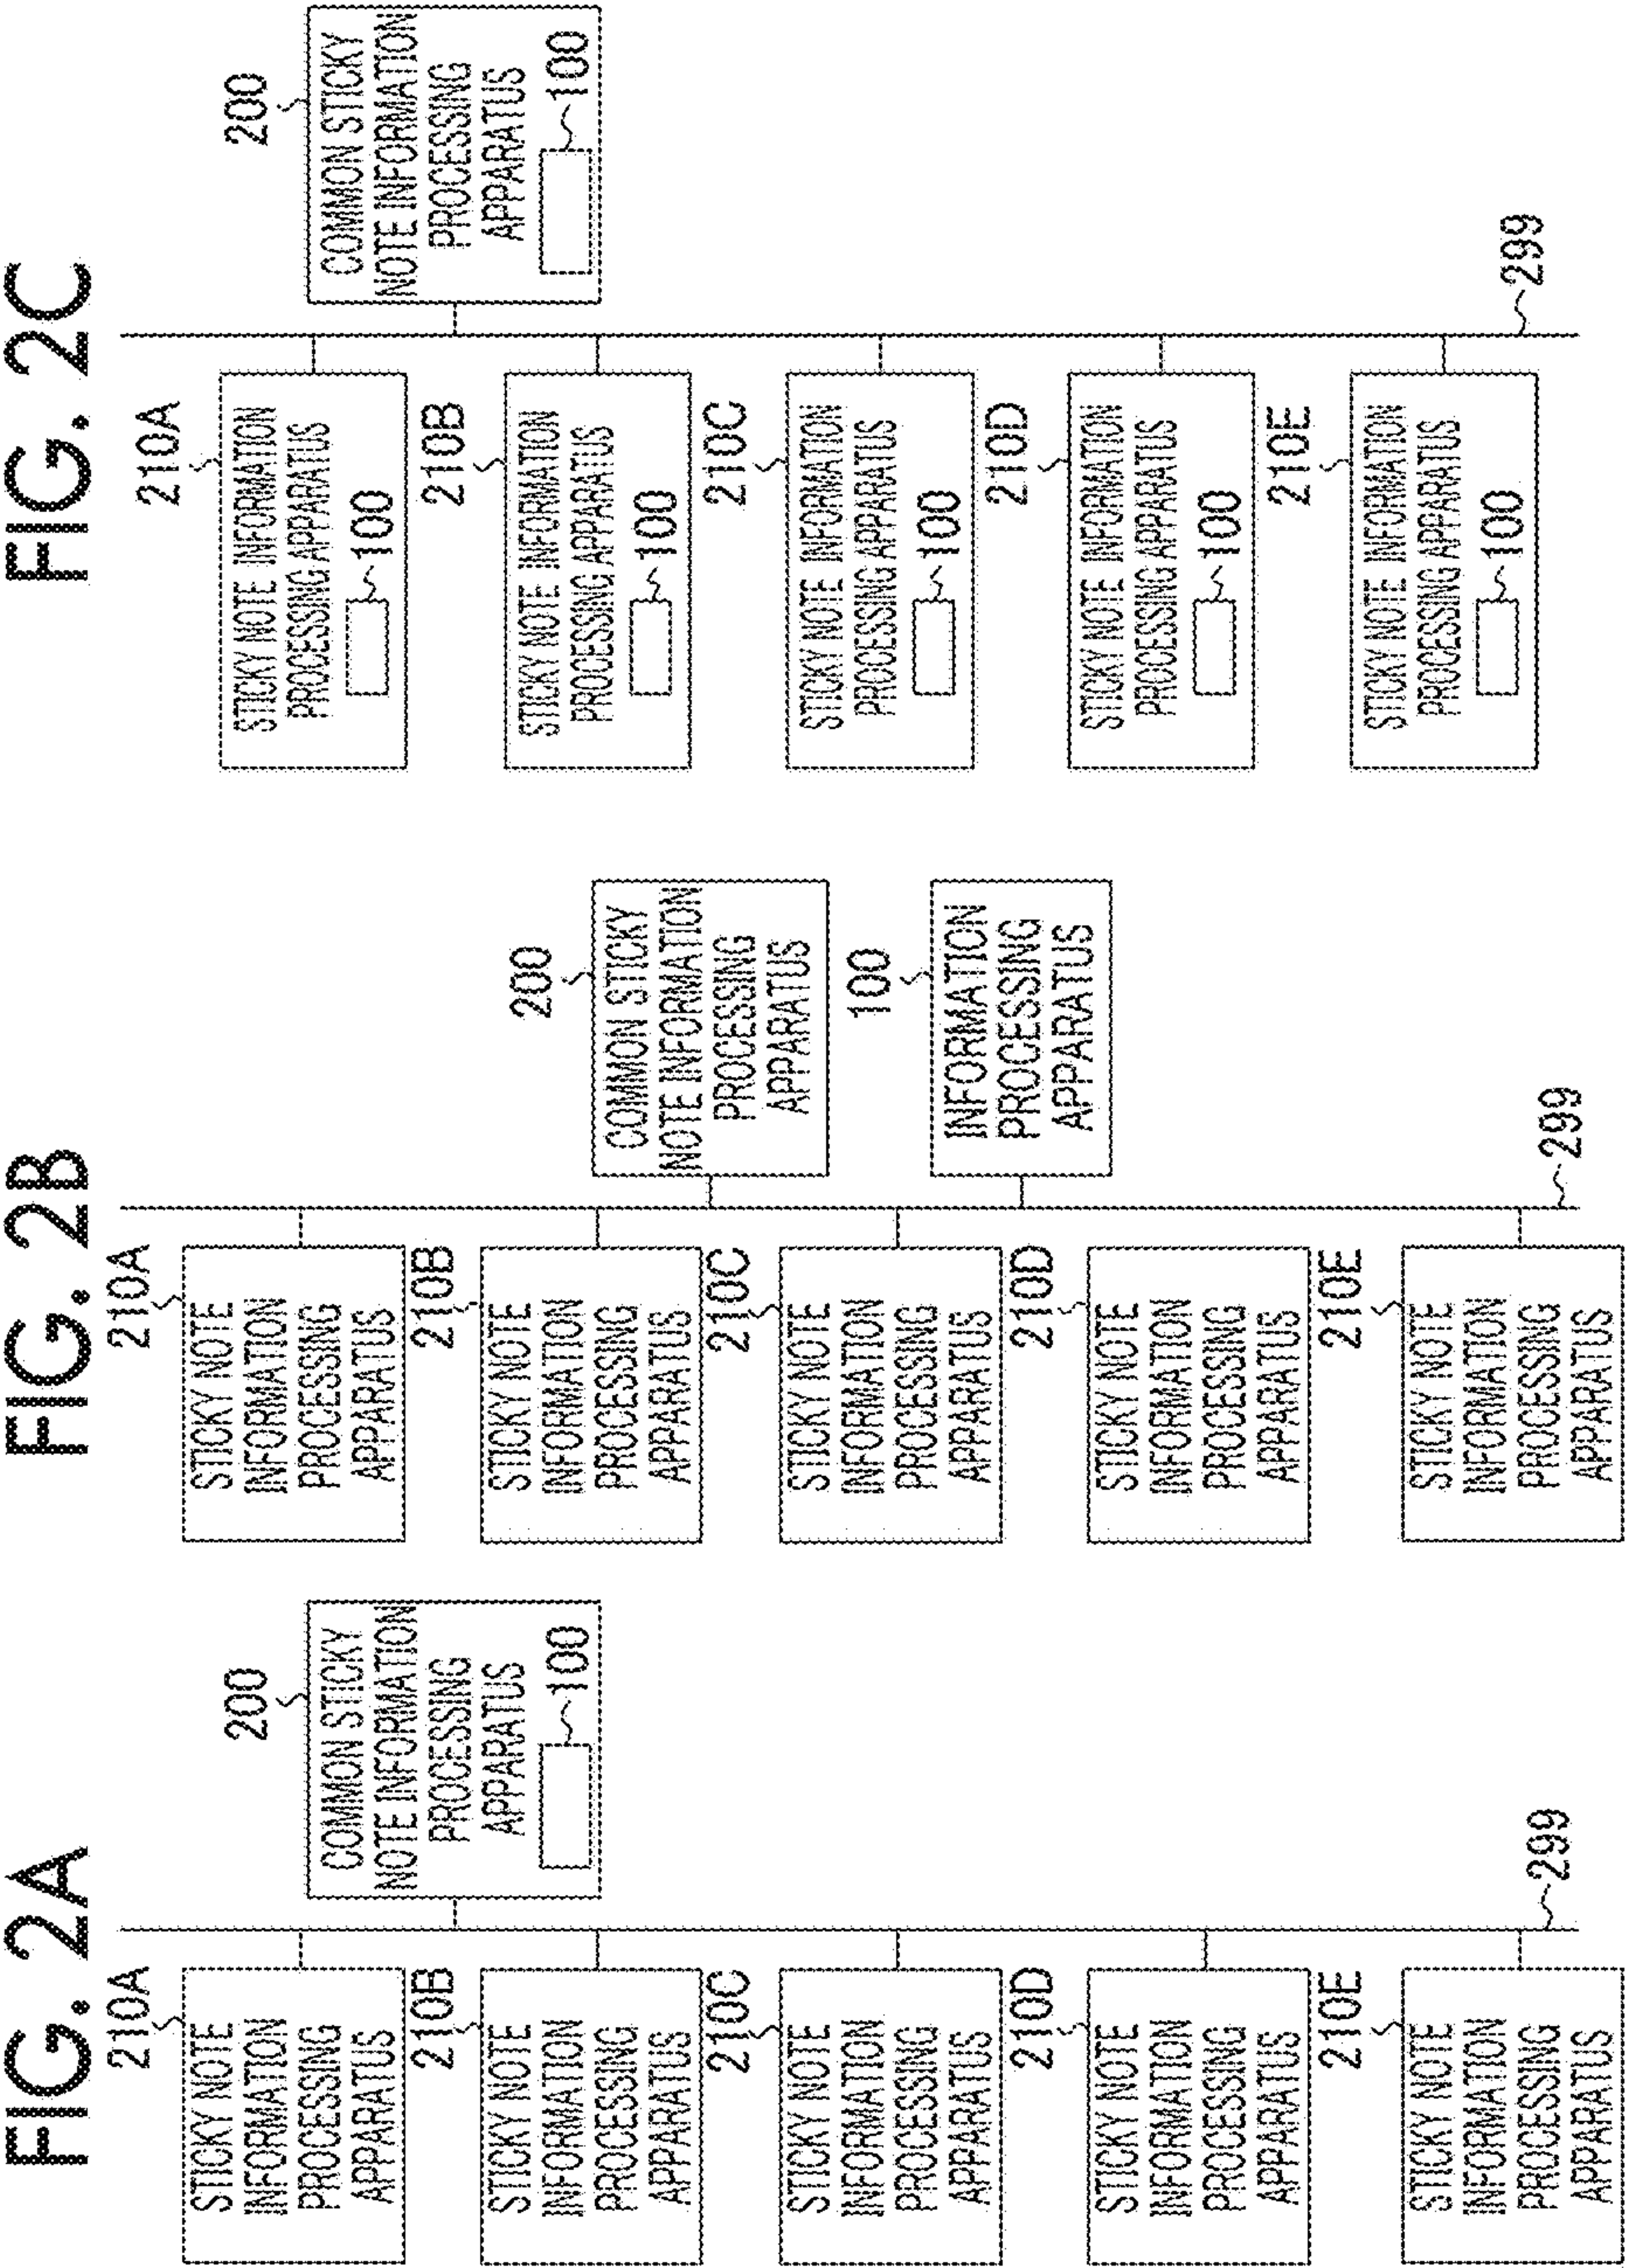 FIG. 2A
210A
STICKY NOTE
INFORMATION
PROCESSING
APPARATUS
210B
STICKY NOTE
INFORMATION
PROCESSING
APPARATUS
210C
STICKY NOTE
INFORMATION
PROCESSING
APPARATUS
210D
STICKY NOTE
INFORMATION
PROCESSING
APPARATUS
210E
STICKY NOTE
INFORMATION
PROCESSING
APPARATUS
200
COMMON STICKY
NOTE INFORMATION
PROCESSING
APPARATUS
100
299
FIG. 2B
210A
STICKY NOTE
INFORMATION
PROCESSING
APPARATUS
210B
STICKY NOTE
INFORMATION
PROCESSING
APPARATUS
210C
STICKY NOTE
INFORMATION
PROCESSING
APPARATUS
210D
STICKY NOTE
INFORMATION
PROCESSING
APPARATUS
210E
STICKY NOTE
INFORMATION
PROCESSING
APPARATUS
200
COMMON STICKY
NOTE INFORMATION
PROCESSING
APPARATUS
100
INFORMATION
PROCESSING
APPARATUS
299
FIG. 2C
210A
STICKY NOTE INFORMATION
PROCESSING APPARATUS
100
210B
STICKY NOTE INFORMATION
PROCESSING APPARATUS
100
210C
STICKY NOTE INFORMATION
PROCESSING APPARATUS
100
210D
STICKY NOTE INFORMATION
PROCESSING APPARATUS
100
210E
STICKY NOTE INFORMATION
PROCESSING APPARATUS
100
200
COMMON STICKY
NOTE INFORMATION
PROCESSING
APPARATUS
100
299